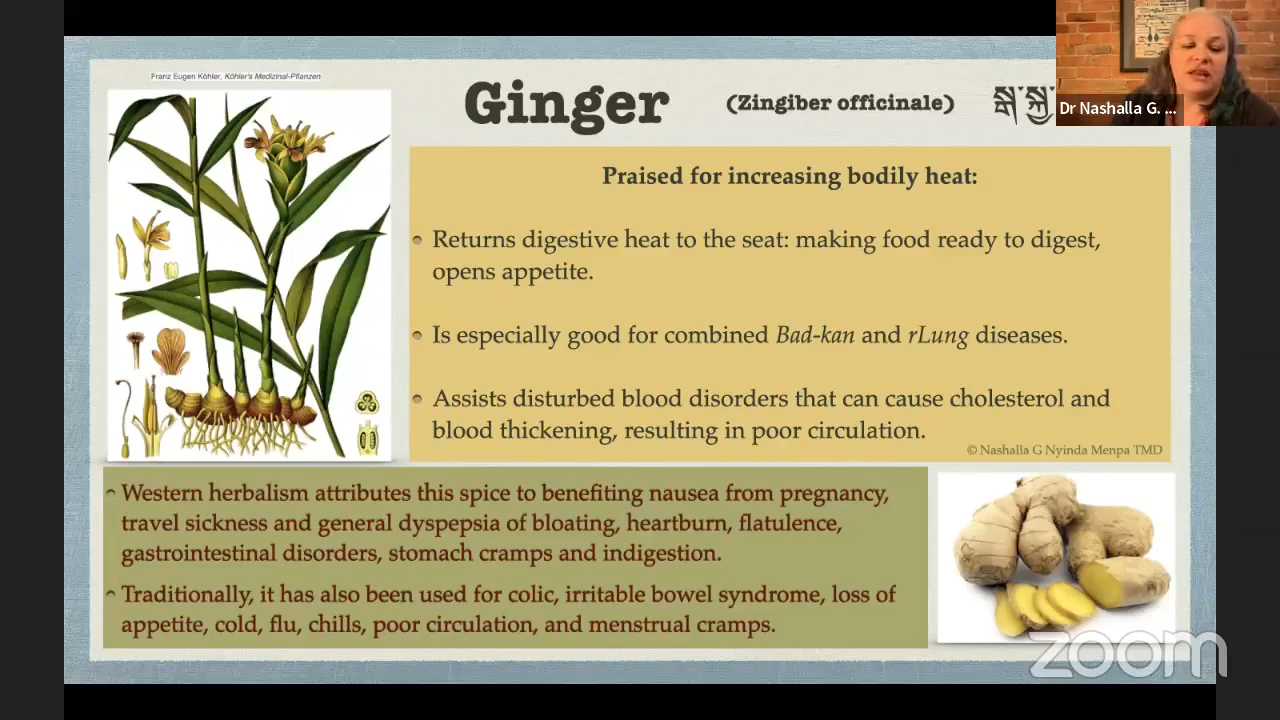 Franz Eugen Köhler, Köhler's Medizinal-Pflanzen
Ginger (Zingiber officinale)
Dr Nashalla G. ...
Praised for increasing bodily heat:
Returns digestive heat to the seat: making food ready to digest,
opens appetite.
Is especially good for combined Bad-kan and rLung diseases.
Assists disturbed blood disorders that can cause cholesterol and
blood thickening, resulting in poor circulation.
© Nashalla G Nyinda Menpa TMD
Western herbalism attributes this spice to benefiting nausea from pregnancy,
travel sickness and general dyspepsia of bloating, heartburn, flatulence,
gastrointestinal disorders, stomach cramps and indigestion.
Traditionally, it has also been used for colic, irritable bowel syndrome, loss of
appetite, cold, flu, chills, poor circulation, and menstrual cramps.
zoom